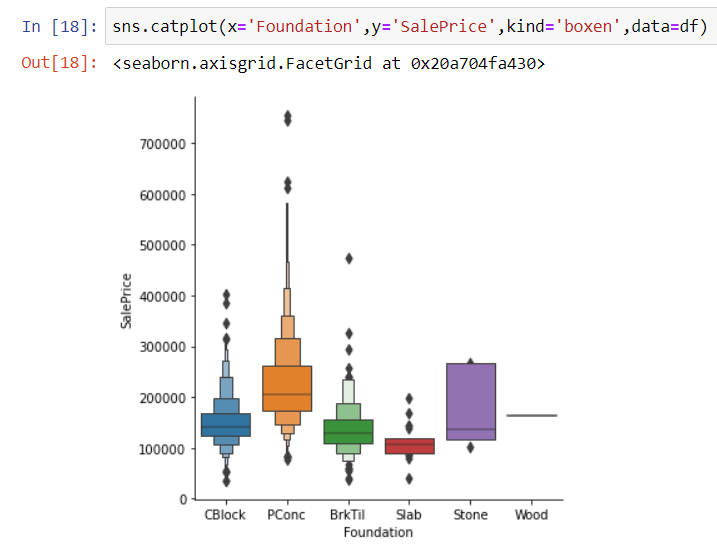 In [18]: sns.catplot(x='Foundation',y='SalePrice',kind='boxen',data=df)
Out[18]: <seaborn.axisgrid.FacetGrid at 0x20a704fa430>
700000
600000
500000
400000
300000
200000
100000
0
SalePrice
CBlock PConc BrkTil Slab Stone Wood
Foundation